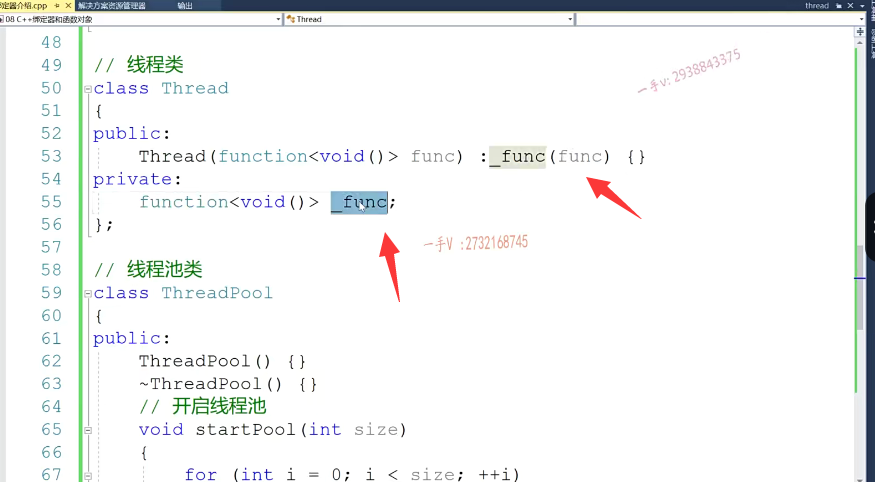 绑定器介绍.cpp 解决方案资源管理器 输出 thread
08 C++绑定器和函数对象 Thread
48
49 // 线程类
50 class Thread
51 {
52 public:
53 Thread(function<void()> func) :_func(func) {}
54 private:
55 function<void()> _func;
56 };
57
58 // 线程池类
59 class ThreadPool
60 {
61 public:
62 ThreadPool() {}
63 ~ThreadPool() {}
64 // 开启线程池
65 void startPool(int size)
66 {
67 for (int i = 0; i < size; ++i)
一手v: 2938843375
一手V :2732168745